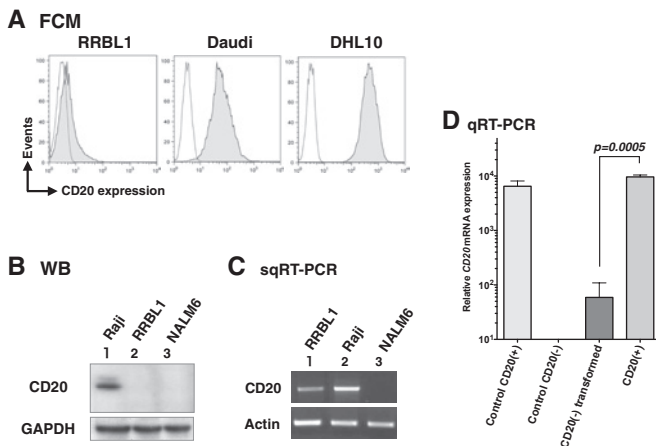 A FCM
RRBL1 Daudi DHL10
Events
CD20 expression
B WB
Raji RRBL1 NALM6
1 2 3
CD20
GAPDH
C sqRT-PCR
RRBL1 Raji NALM6
1 2 3
CD20
Actin
D qRT-PCR
p=0.0005
Relative CD20 mRNA expression
10⁴
10³
10²
10¹
Control CD20(+)
Control CD20(-)
CD20(-) transformed
CD20(+)